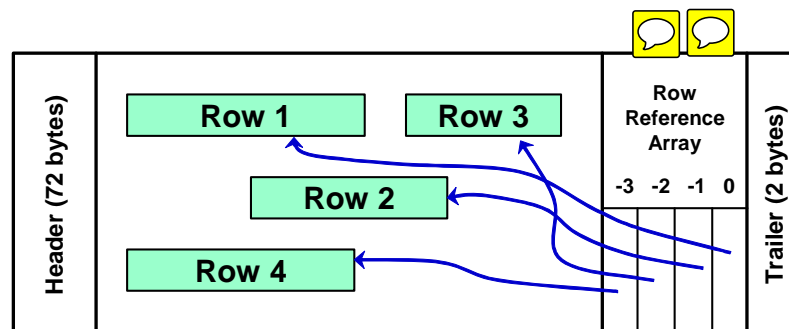 Header (72 bytes)
Row 1
Row 3
Row 2
Row 4
Row
Reference
Array
-3 -2 -1 0
Trailer (2 bytes)